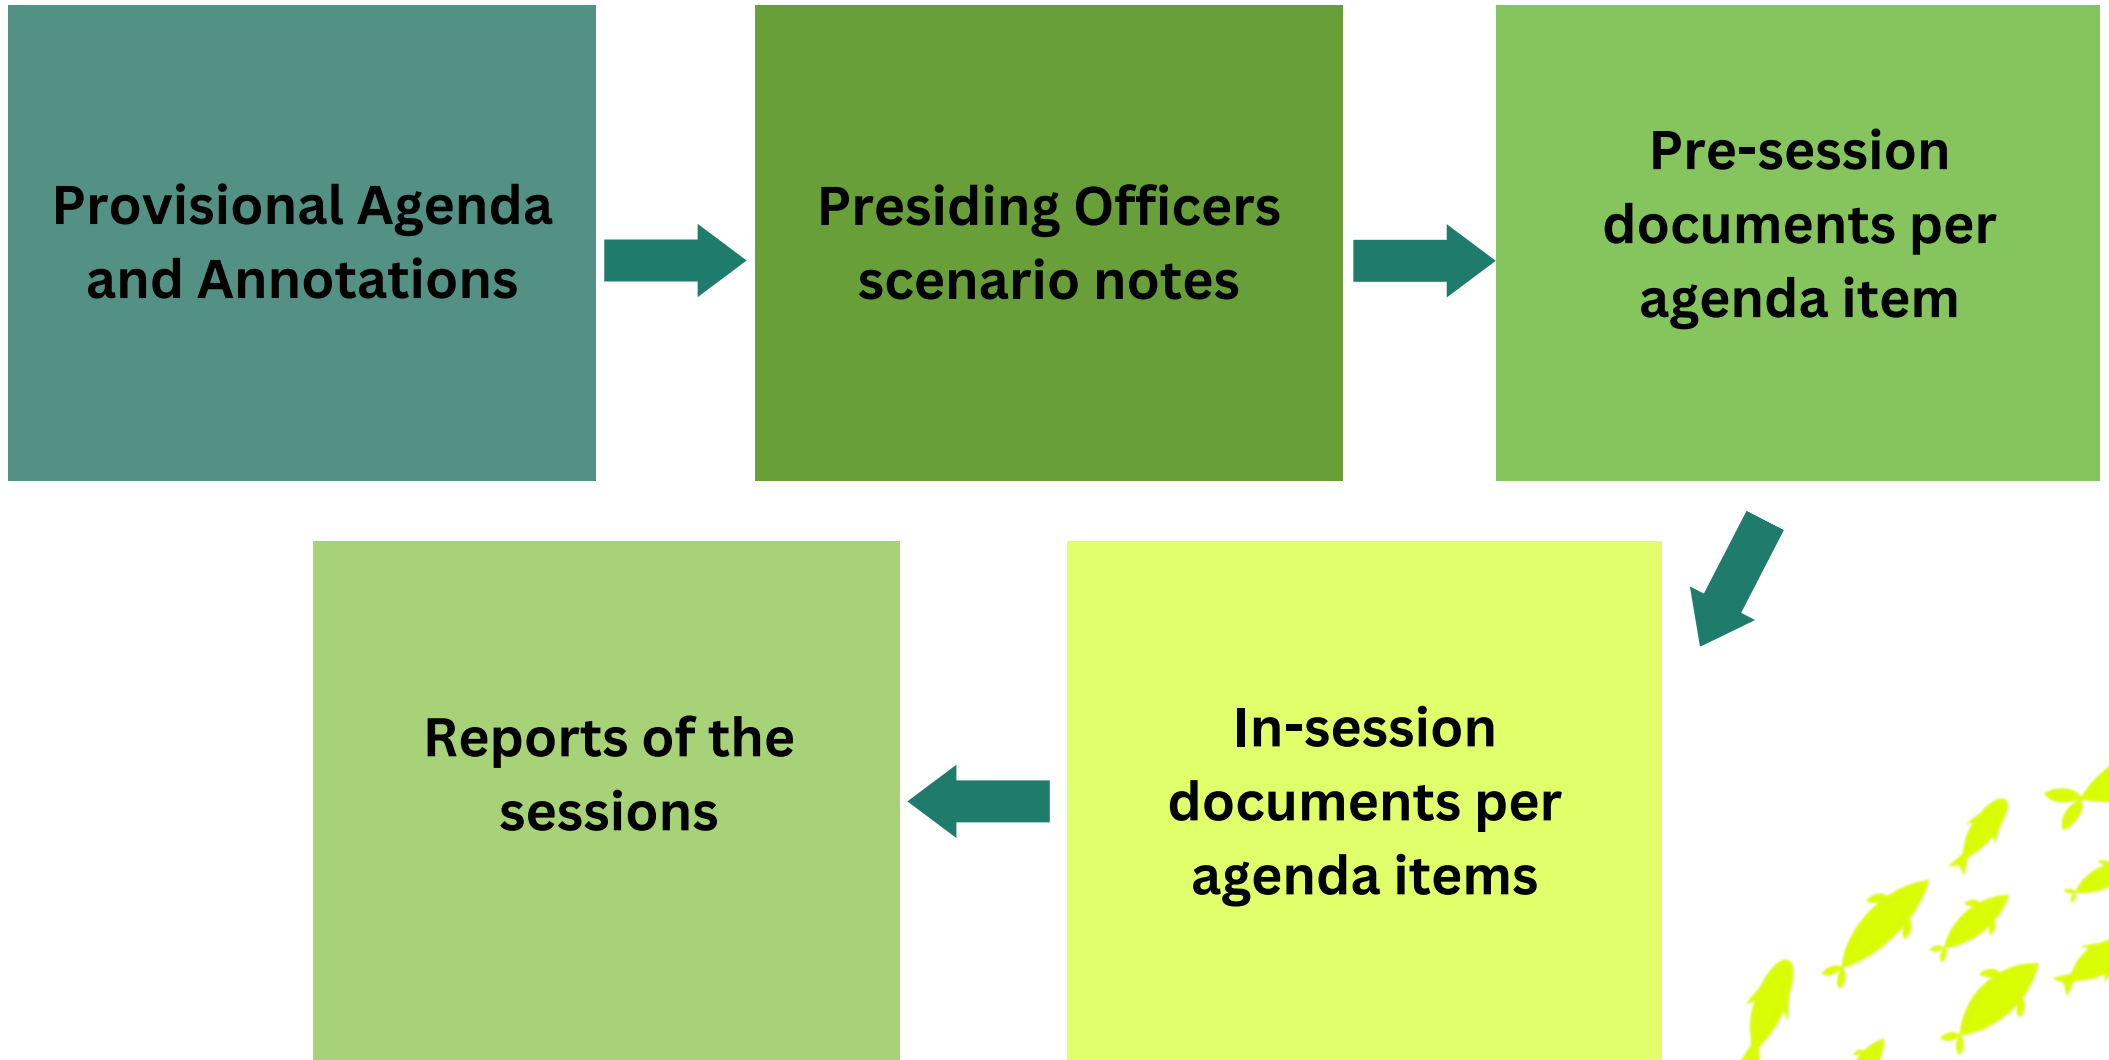 Provisional Agenda
and Annotations
Presiding Officers
scenario notes
Pre-session
documents per
agenda item
In-session
documents per
agenda items
Reports of the
sessions